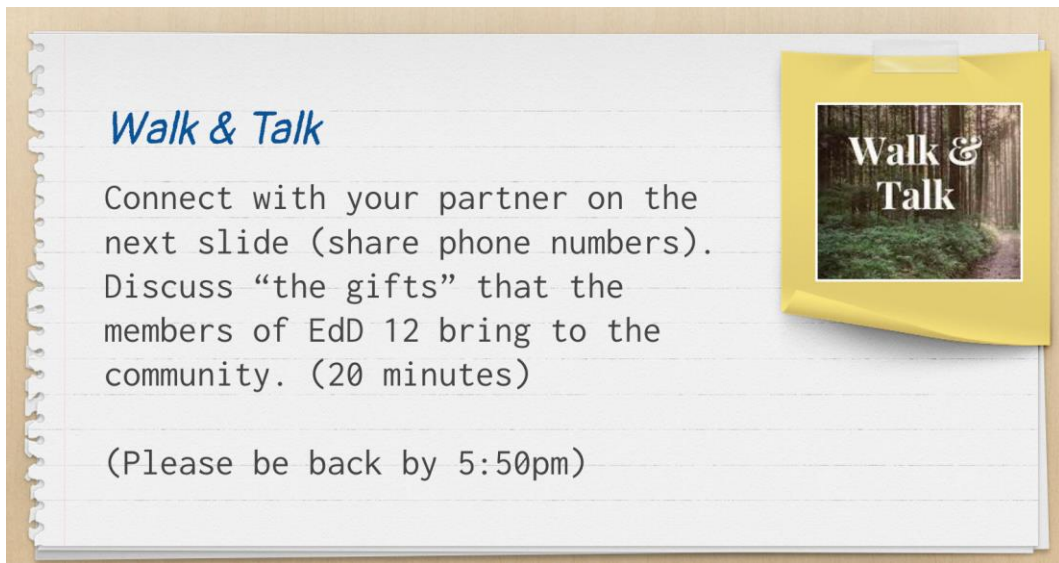 Walk & Talk
Connect with your partner on the
next slide (share phone numbers).
Discuss “the gifts” that the
members of EdD 12 bring to the
community. (20 minutes)
(Please be back by 5:50pm)
Walk &
Talk